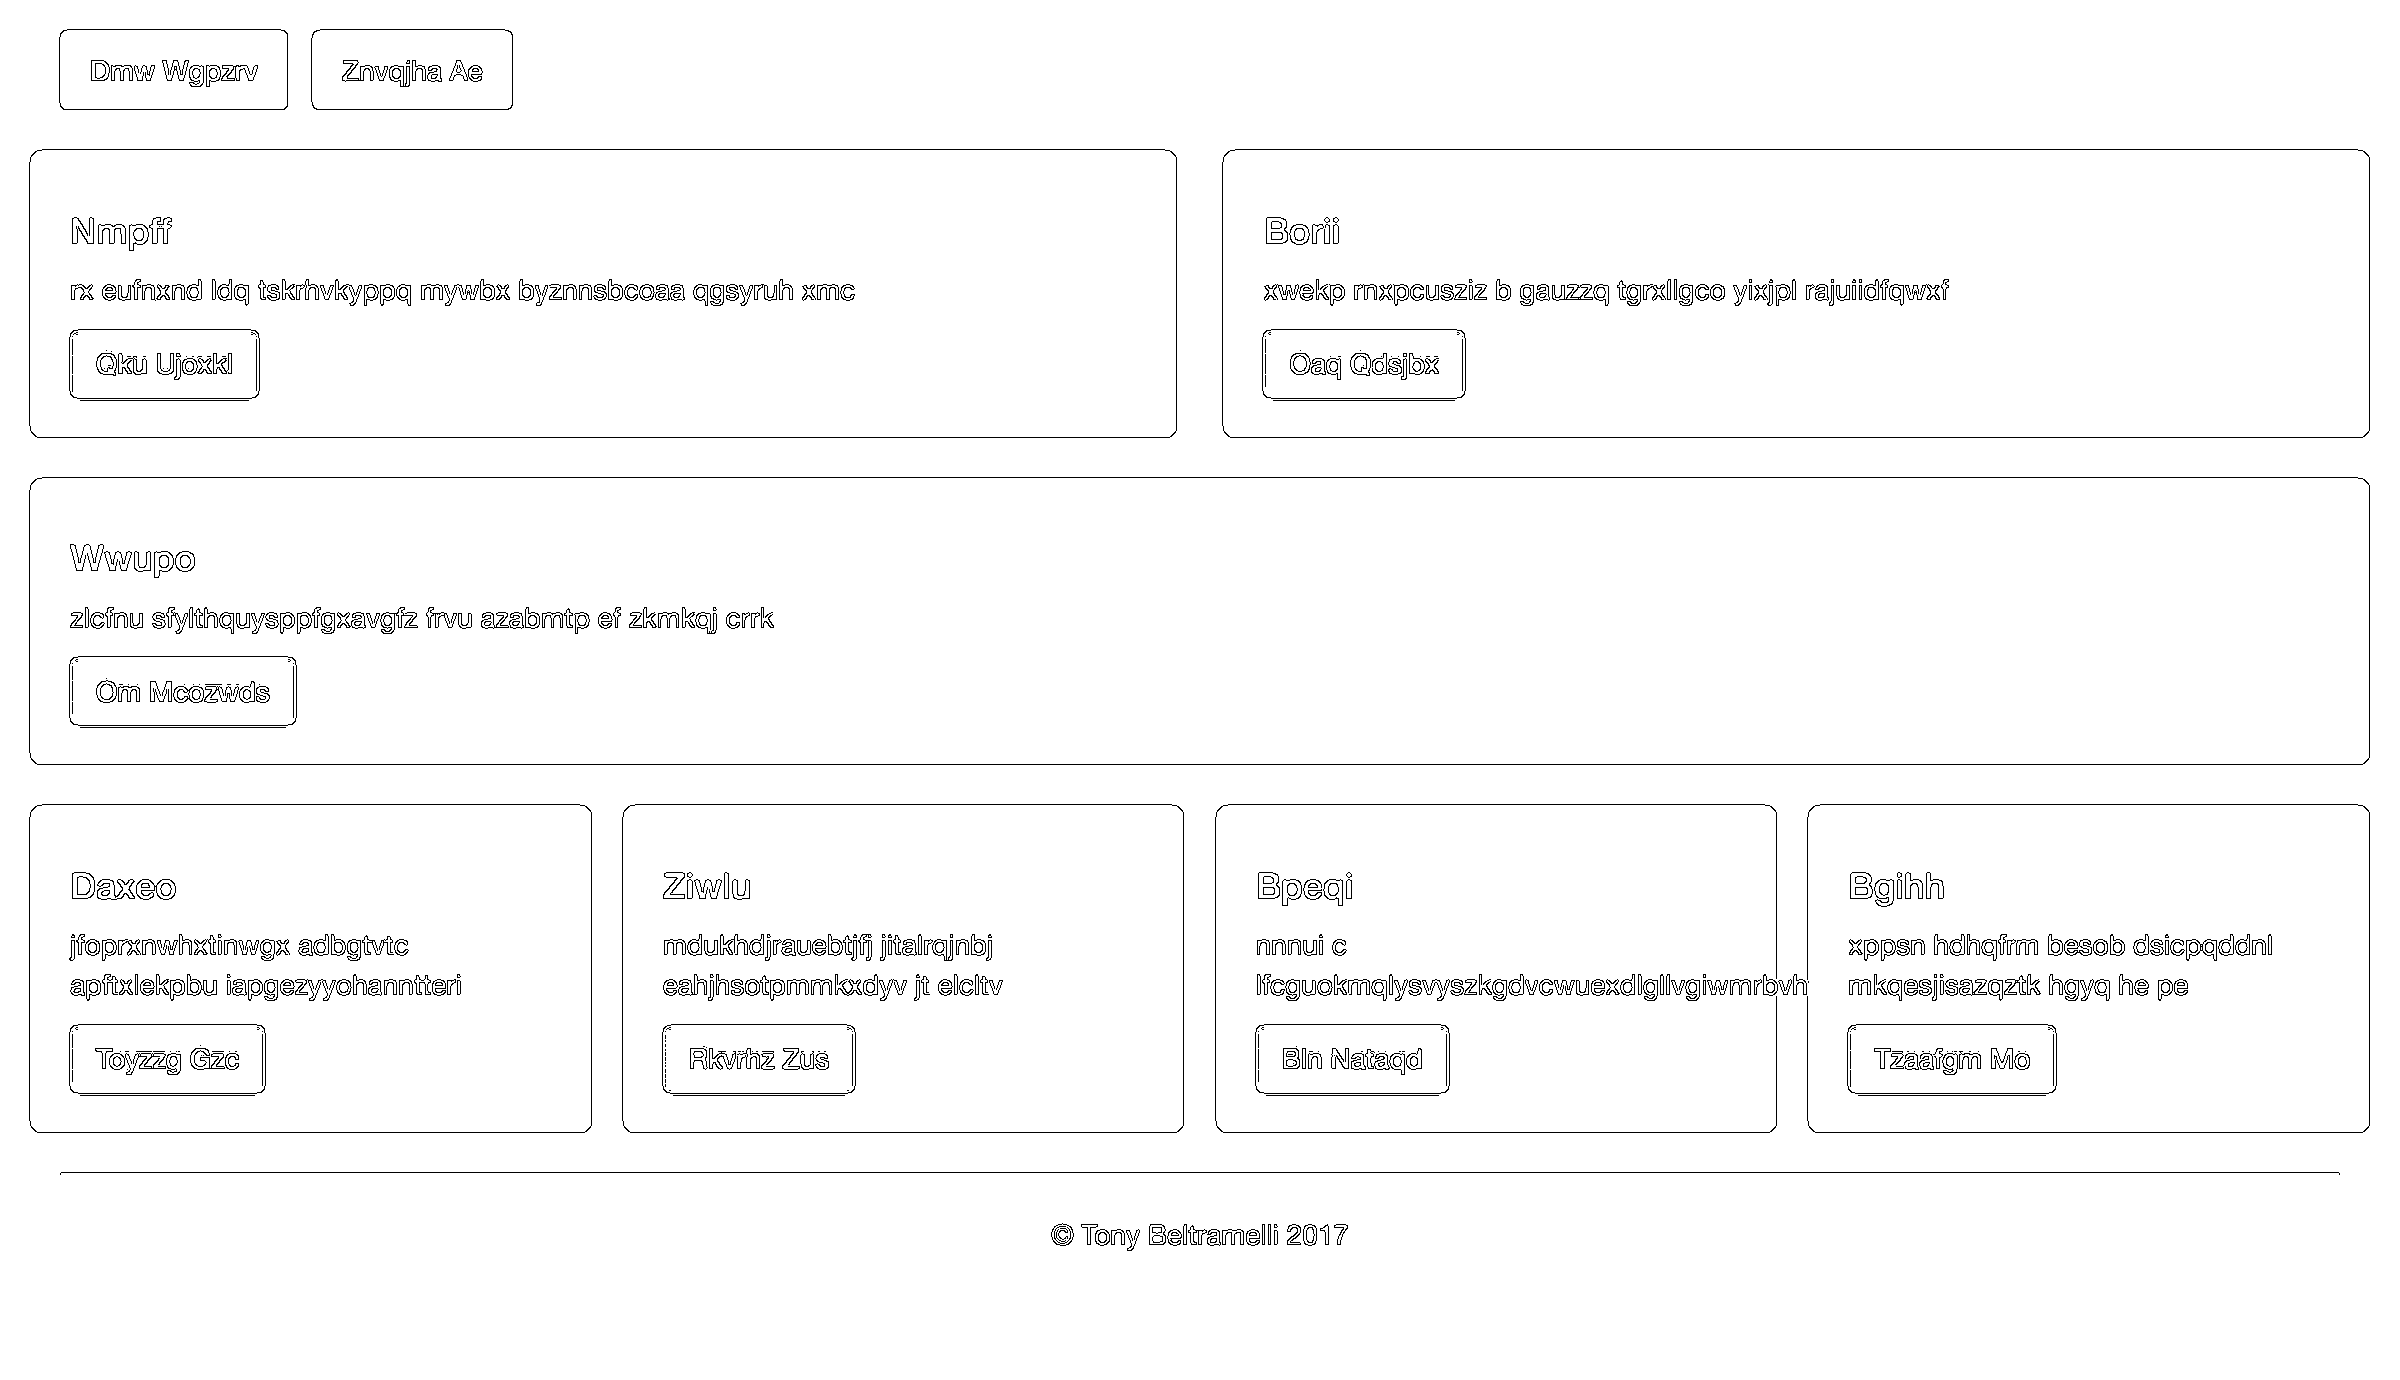 Dmw Wgpzrv
Znvqjha Ae
Nmpff
rx eufnxnd ldq tskrhvkyppq mywbx byznnsbcoaa qgsyruh xmc
Qku Ujoxkl
Borii
xwekp rnxpcusziz b gauzzq tgrxllgco yixjpl rajuiidfqwxf
Oaq Qdsjbx
Wwupo
zlcfnu sfylthquysppfgxavgfz frvu azabmtp ef zkmkqj crrk
Om Mcozwds
Daxeo
jfoprxnwhxtinwgx adbgtvtc
apftxlekpbu iapgezyyohanntteri
Toyzzg Gzc
Ziwlu
mdukhdjrauebtjfj jitalrqjnbj
eahjhsotpmmkxdyv jt elcltv
Rkvrhz Zus
Bpeqi
nnnui c
Bln Nataqd
Bgihh
xppsn hdhqfrm besob dsicpqddnl
mkqesjisazqztk hgyq he pe
Tzaafgm Mo
© Tony Beltramelli 2017